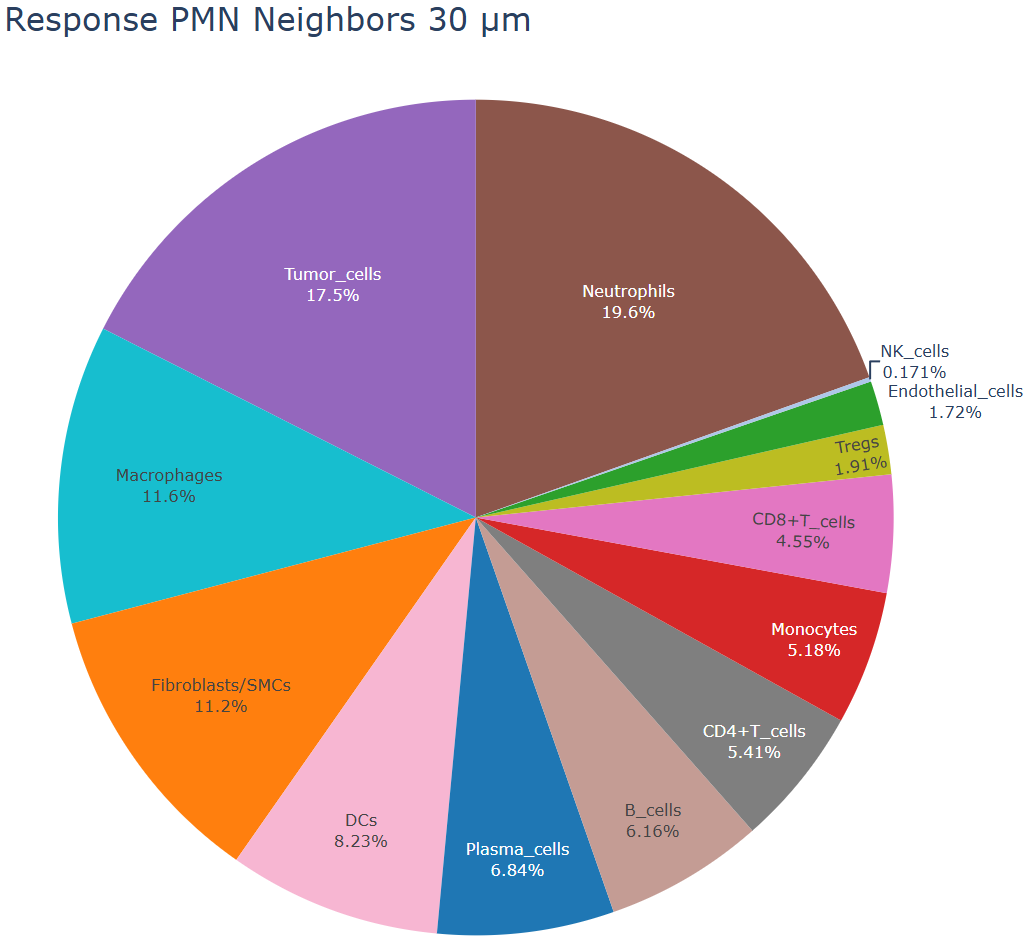 Response PMN Neighbors 30 μm
Tumor_cells
17.5%
Neutrophils
19.6%
NK_cells
0.171%
Endothelial_cells
1.72%
Tregs
1.91%
CD8+T_cells
4.55%
Monocytes
5.18%
CD4+T_cells
5.41%
B_cells
6.16%
Plasma_cells
6.84%
DCs
8.23%
Fibroblasts/SMCs
11.2%
Macrophages
11.6%